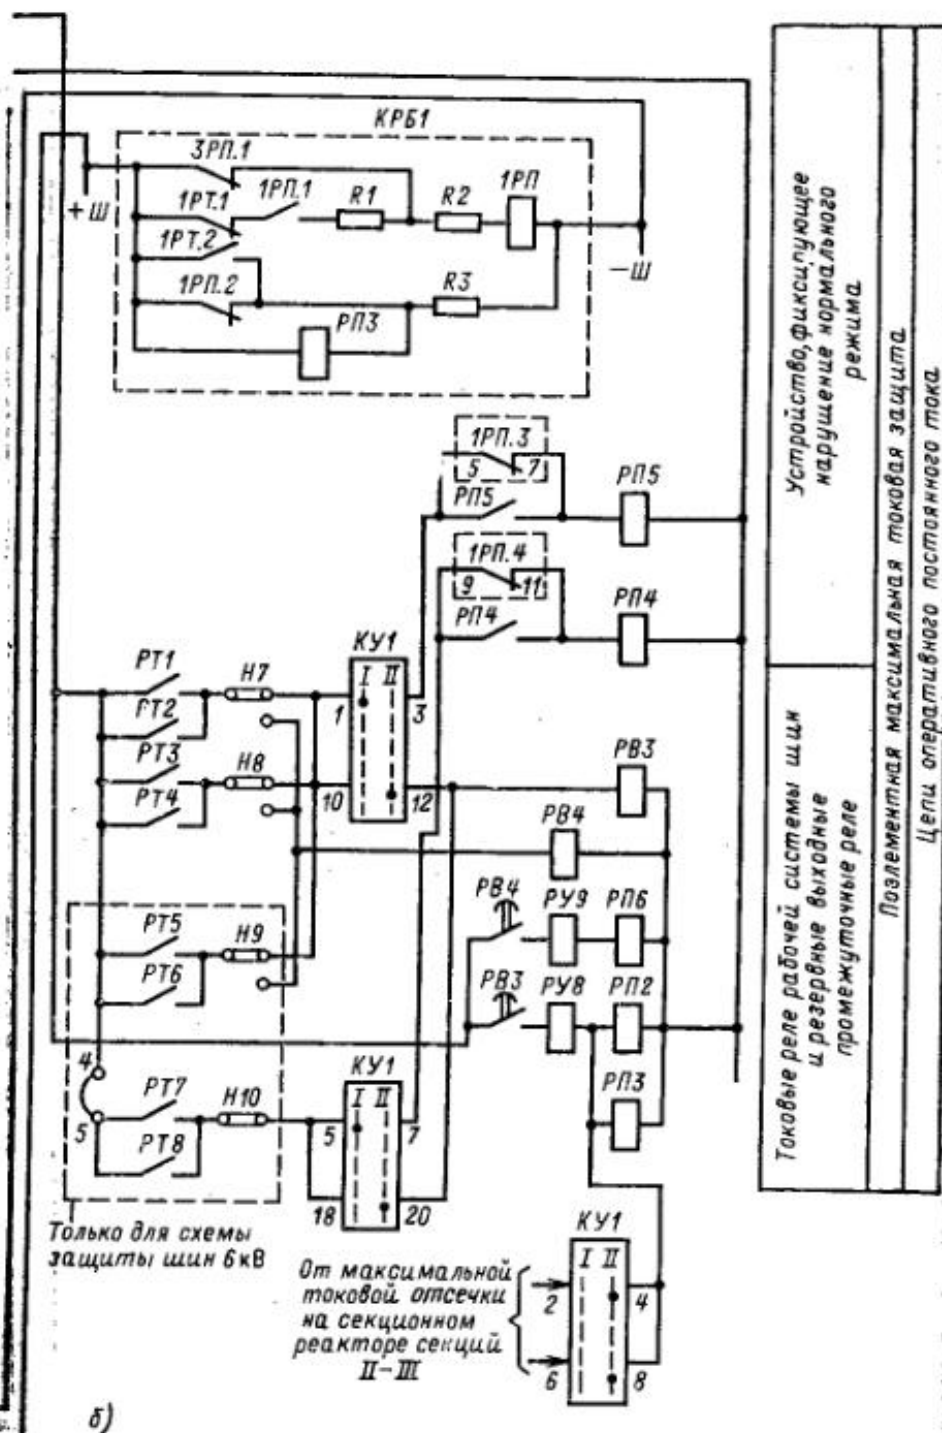 КРБ1
3РП.1
1РП.1
R1
R2
1РП
+Ш
1РТ.1
1РТ.2
−Ш
1РП.2
R3
РП3
1РП.3
5 7
РП5
РП5
1РП.4
9 11
РП4
РП4
КУ1
I II
РТ1
Н7
1
3
РТ2
РТ3
Н8
РТ4
10
12
РВ3
РВ4
РВ4
РУ9
РП6
РТ5
Н9
РТ6
РВ3
РУ8
РП2
4
КУ1
I II
РП3
РТ7
Н10
5
5
7
РТ8
18
20
Только для схемы
защиты шин 6кВ
КУ1
I II
От максимальной
токовой отсечки
на секционном
реакторе секций
II−III
2
4
6
8
б)
Устройство, фиксирующее
нарушение нормального
режима
Токовые реле рабочей системы шин
и резервные выходные
промежуточные реле
Поэлементная максимальная токовая защита
Цепи оперативного постоянного тока